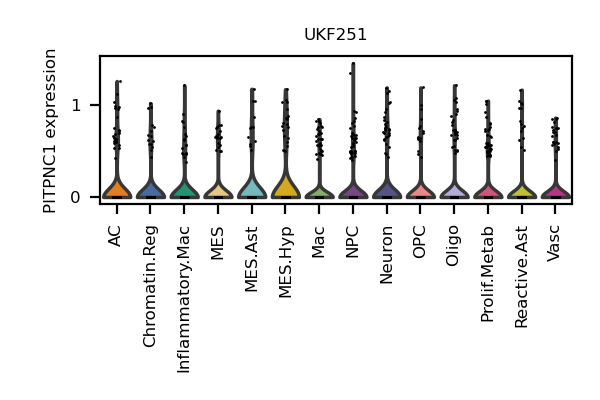 UKF251
PITPNC1 expression
1
0
AC
Chromatin.Reg
Inflammatory.Mac
MES
MES.Ast
MES.Hyp
Mac
NPC
Neuron
OPC
Oligo
Prolif.Metab
Reactive.Ast
Vasc